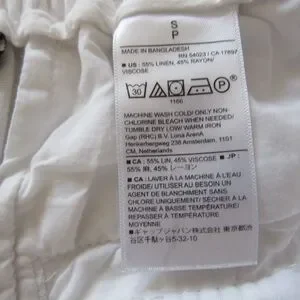 S
P
MADE IN BANGLADESH
RN 54023 / CA 17897
■ US : 55% LINEN, 45% RAYON/
VISCOSE
30
1166
MACHINE WASH COLD/ ONLY NON-
CHLORINE BLEACH WHEN NEEDED/
TUMBLE DRY LOW/ WARM IRON
Gap (RHC) B.V. Luna ArenA,
Herikerbergweg 238 Amsterdam, 1101
CM, Netherlands
■ CA : 55% LIN, 45% VISCOSE ■ JP :
55% 麻, 45% レーヨン
■ CA : LAVER À LA MACHINE À L'EAU
FROIDE/ UTILISER AU BESOIN UN
AGENT DE BLANCHIMENT SANS
CHLORE UNIQUEMENT/ SÉCHER À LA
MACHINE À BASSE TEMPÉRATURE/
REPASSER À TEMPÉRATURE
MOYENNE
■ ギャップジャパン(株) 東京都渋
谷区千駄ヶ谷5-32-10